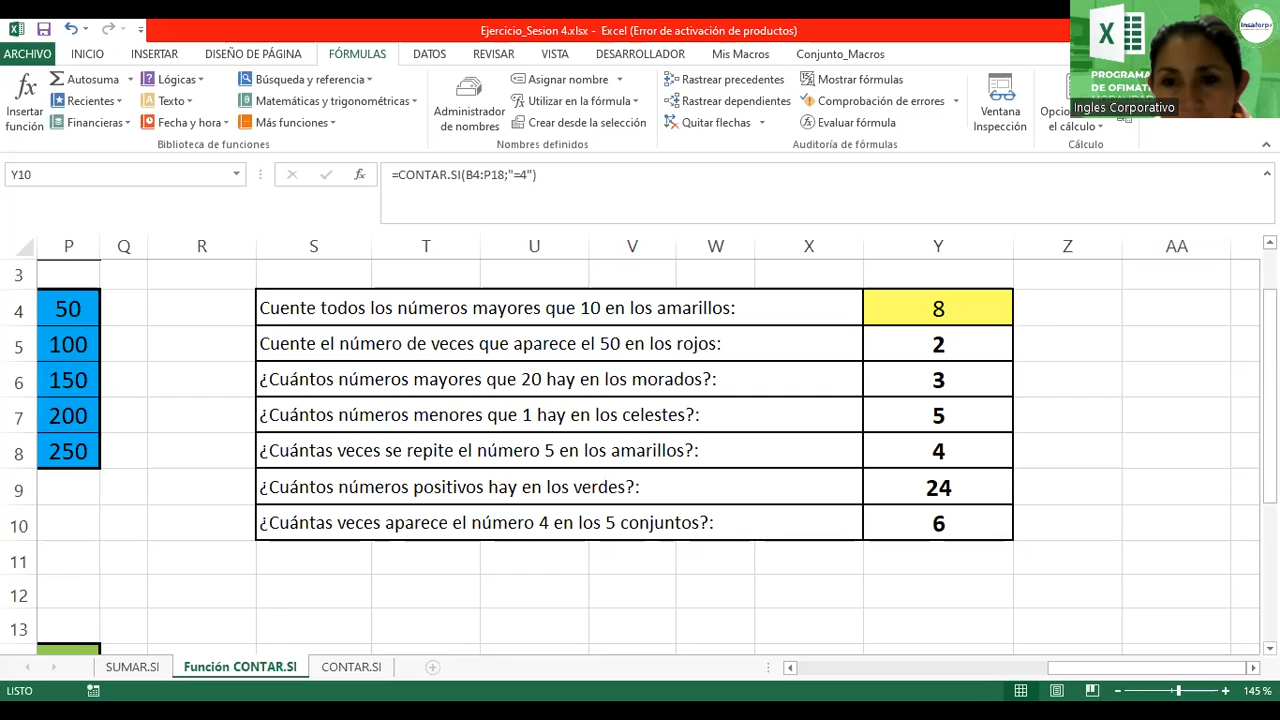 Ejercicio_Sesion 4.xlsx - Excel (Error de activación de productos)
ARCHIVO INICIO INSERTAR DISEÑO DE PÁGINA FÓRMULAS DATOS REVISAR VISTA DESARROLLADOR Mis Macros Conjunto_Macros
Insertar función
Autosuma
Recientes
Financieras
Lógicas
Texto
Fecha y hora
Búsqueda y referencia
Matemáticas y trigonométricas
Más funciones
Biblioteca de funciones
Administrador de nombres
Asignar nombre
Utilizar en la fórmula
Crear desde la selección
Nombres definidos
Rastrear precedentes
Rastrear dependientes
Quitar flechas
Mostrar fórmulas
Comprobación de errores
Evaluar fórmula
Auditoría de fórmulas
Ventana Inspección
el cálculo
Cálculo
PROGRAMA
DE OFIMAT
Insaforp
Ingles Corporativo
Y10 fx =CONTAR.SI(B4:P18;"=4")
P Q R S T U V W X Y Z AA
3
4 50 Cuente todos los números mayores que 10 en los amarillos: 8
5 100 Cuente el número de veces que aparece el 50 en los rojos: 2
6 150 ¿Cuántos números mayores que 20 hay en los morados?: 3
7 200 ¿Cuántos números menores que 1 hay en los celestes?: 5
8 250 ¿Cuántas veces se repite el número 5 en los amarillos?: 4
9 ¿Cuántos números positivos hay en los verdes?: 24
10 ¿Cuántas veces aparece el número 4 en los 5 conjuntos?: 6
11
12
13
SUMAR.SI Función CONTAR.SI CONTAR.SI
LISTO 145 %